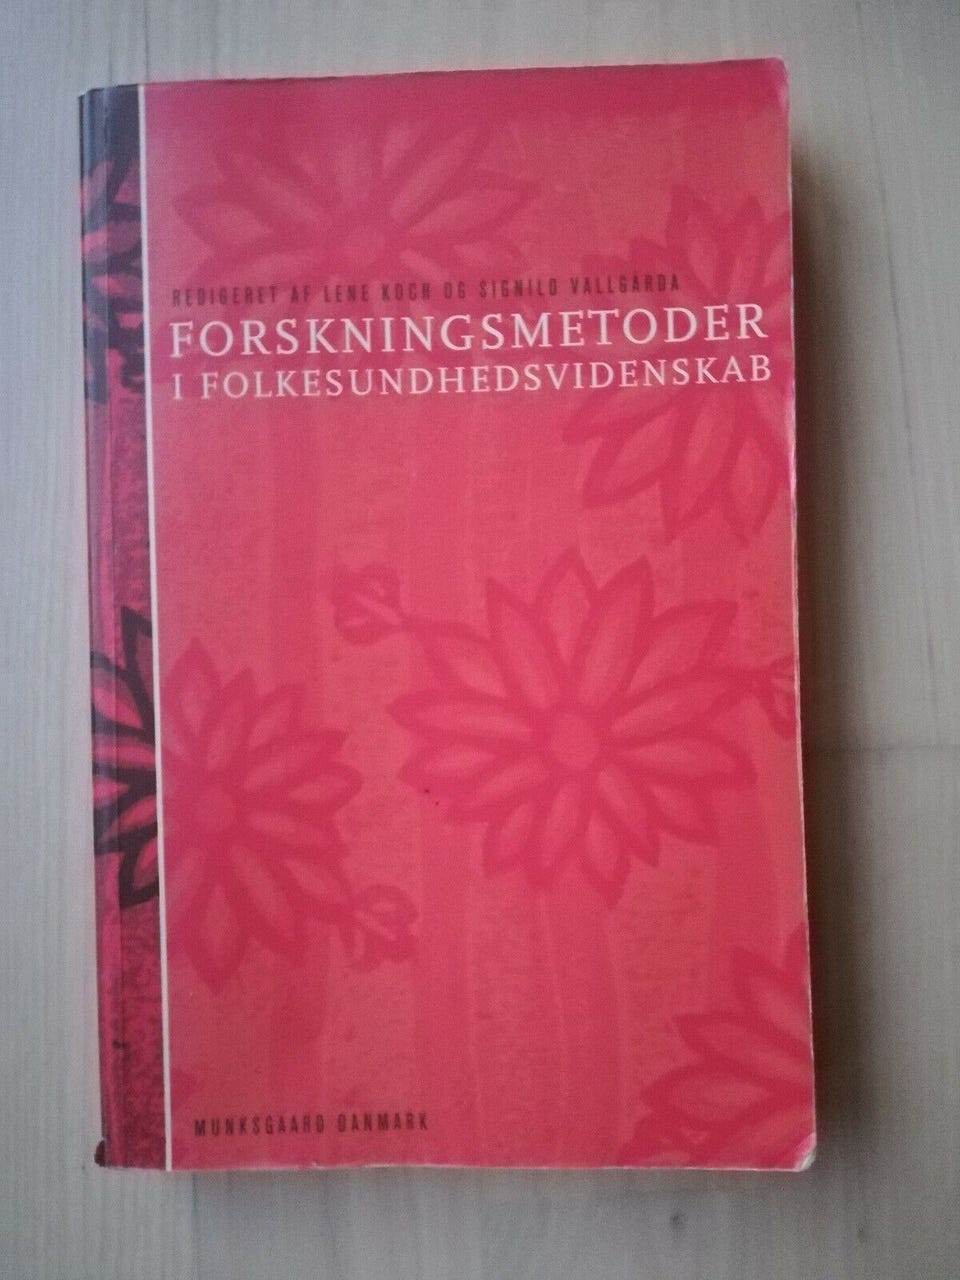 REDIGERET AF LENE KOCH OG SIGNILD VALLGÅRDA
FORSKNINGSMETODER
I FOLKESUNDHEDSVIDENSKAB
MUNKSGAARD DANMARK